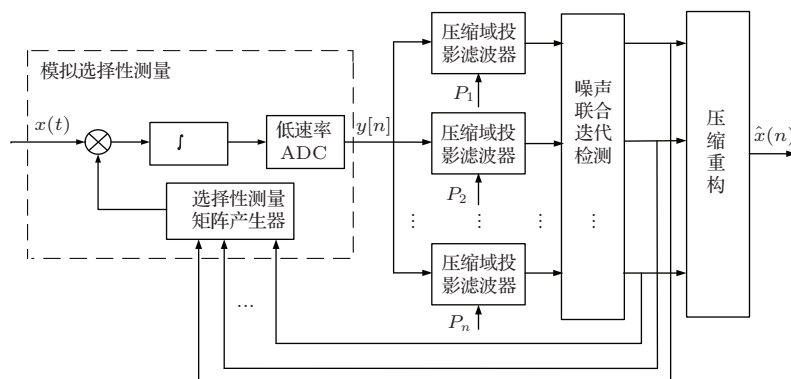 模拟选择性测量
x(t)
∫
低速率
ADC
y[n]
选择性测量
矩阵产生器
...
压缩域投
影滤波器
P₁
压缩域投
影滤波器
P₂
... ... ... ...
压缩域投
影滤波器
Pₙ
噪声
联合
迭代
检测
压
缩
重
构
x̂(n)